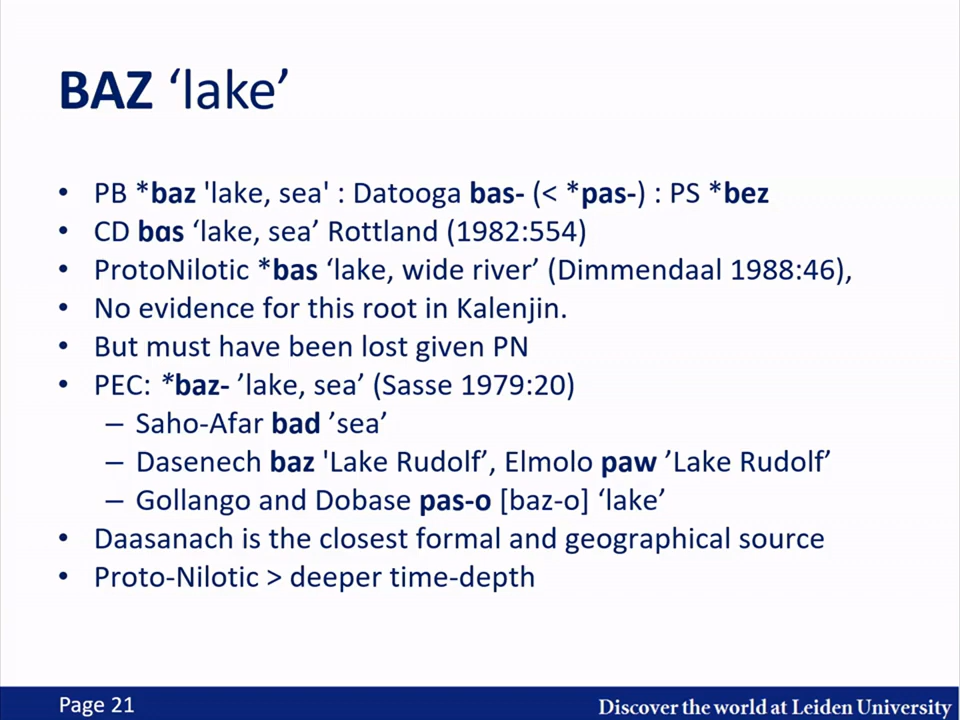 BAZ ‘lake’
• PB *baz 'lake, sea' : Datooga bas- (< *pas-) : PS *bez
• CD bɑs ‘lake, sea’ Rottland (1982:554)
• ProtoNilotic *bas ‘lake, wide river’ (Dimmendaal 1988:46),
• No evidence for this root in Kalenjin.
• But must have been lost given PN
• PEC: *baz- ’lake, sea’ (Sasse 1979:20)
– Saho-Afar bad ’sea’
– Dasenech baz 'Lake Rudolf’, Elmolo paw ’Lake Rudolf’
– Gollango and Dobase pas-o [baz-o] ‘lake’
• Daasanach is the closest formal and geographical source
• Proto-Nilotic > deeper time-depth
Page 21
Discover the world at Leiden University